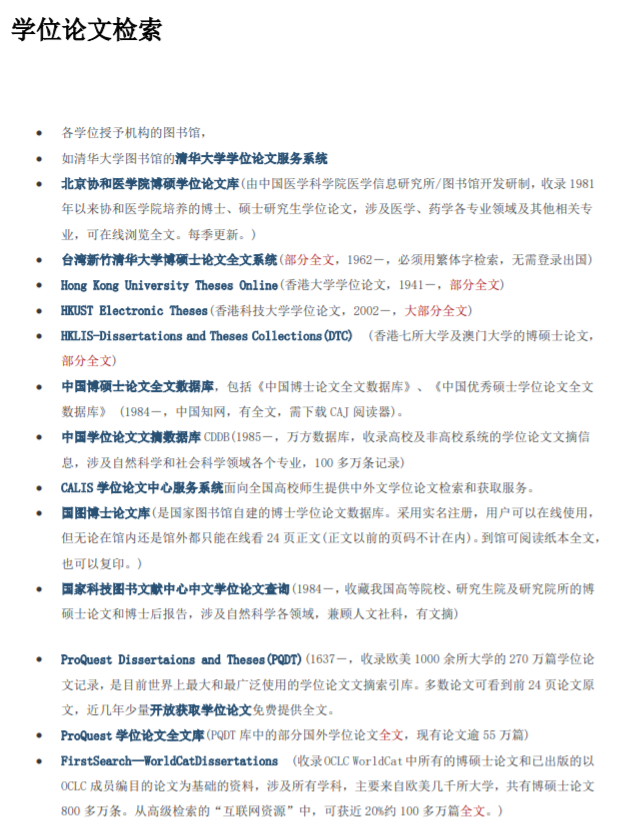 学位论文检索
● 各学位授予机构的图书馆，
● 如清华大学图书馆的清华大学学位论文服务系统
● 北京协和医学院博硕学位论文库(由中国医学科学院医学信息研究所/图书馆开发研制，收录 1981
年以来协和医学院培养的博士、硕士研究生学位论文，涉及医学、药学各专业领域及其他相关专
业，可在线浏览全文。每季更新。)
● 台湾新竹清华大学博硕士论文全文系统(部分全文，1962－，必须用繁体字检索，无需登录出国)
● Hong Kong University Theses Online(香港大学学位论文，1941－，部分全文)
● HKUST Electronic Theses(香港科技大学学位论文，2002－，大部分全文)
● HKLIS-Dissertations and Theses Collections(DTC) (香港七所大学及澳门大学的博硕士论文，
部分全文)
● 中国博硕士论文全文数据库，包括《中国博士论文全文数据库》、《中国优秀硕士学位论文全文
数据库》 (1984－，中国知网，有全文，需下载 CAJ 阅读器)。
● 中国学位论文文摘数据库 CDDB(1985－，万方数据库，收录高校及非高校系统的学位论文文摘信
息，涉及自然科学和社会科学领域各个专业，100 多万条记录)
● CALIS 学位论文中心服务系统面向全国高校师生提供中外文学位论文检索和获取服务。
● 国图博士论文库(是国家图书馆自建的博士学位论文数据库。采用实名注册，用户可以在线使用，
但无论在馆内还是馆外都只能在线看 24 页正文(正文以前的页码不计在内)。到馆可阅读纸本全文，
也可以复印。)
● 国家科技图书文献中心中文学位论文查询(1984－，收藏我国高等院校、研究生院及研究院所的博
硕士论文和博士后报告，涉及自然科学各领域，兼顾人文社科，有文摘)
● ProQuest Dissertaions and Theses(PQDT)(1637－，收录欧美 1000 余所大学的 270 万篇学位论
文记录，是目前世界上最大和最广泛使用的学位论文文摘索引库。多数论文可看到前 24 页论文原
文，近几年少量开放获取学位论文免费提供全文。
● ProQuest 学位论文全文库(PQDT 库中的部分国外学位论文全文，现有论文逾 55 万篇)
● FirstSearch—WorldCatDissertations (收录 OCLC WorldCat 中所有的博硕士论文和已出版的以
OCLC 成员编目的论文为基础的资料，涉及所有学科，主要来自欧美几千所大学，共有博硕士论文
800 多万条。从高级检索的“互联网资源”中，可获近 20%约 100 多万篇全文。)